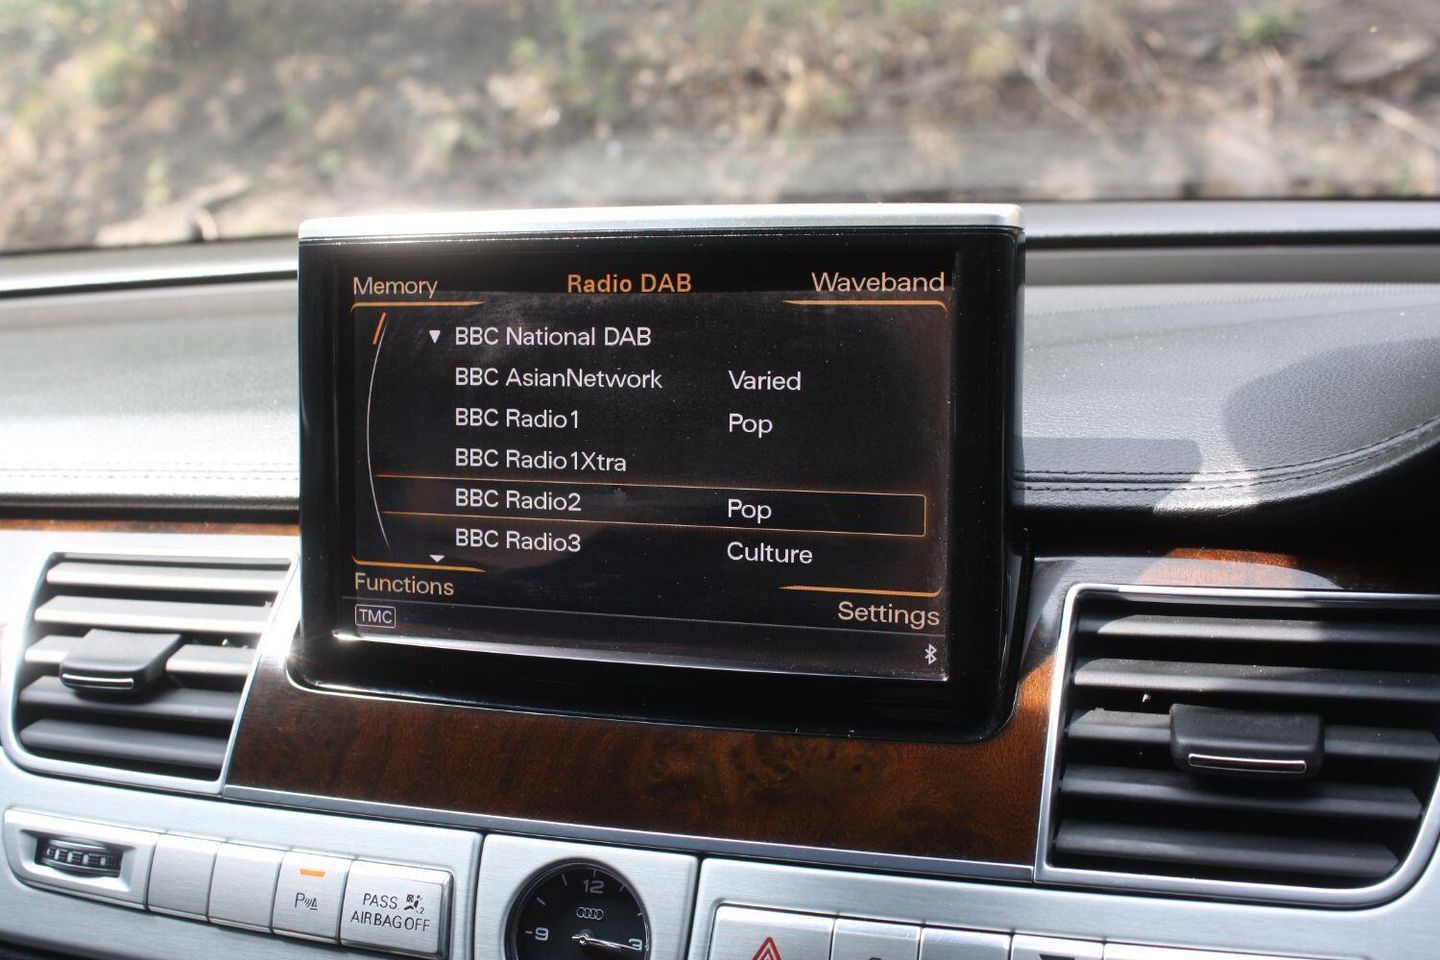 Memory Radio DAB Waveband
BBC National DAB
BBC AsianNetwork Varied
BBC Radio1 Pop
BBC Radio1Xtra
BBC Radio2 Pop
BBC Radio3 Culture
Functions
Settings
TMC
P
PASS
AIRBAG OFF
2
12
9
3